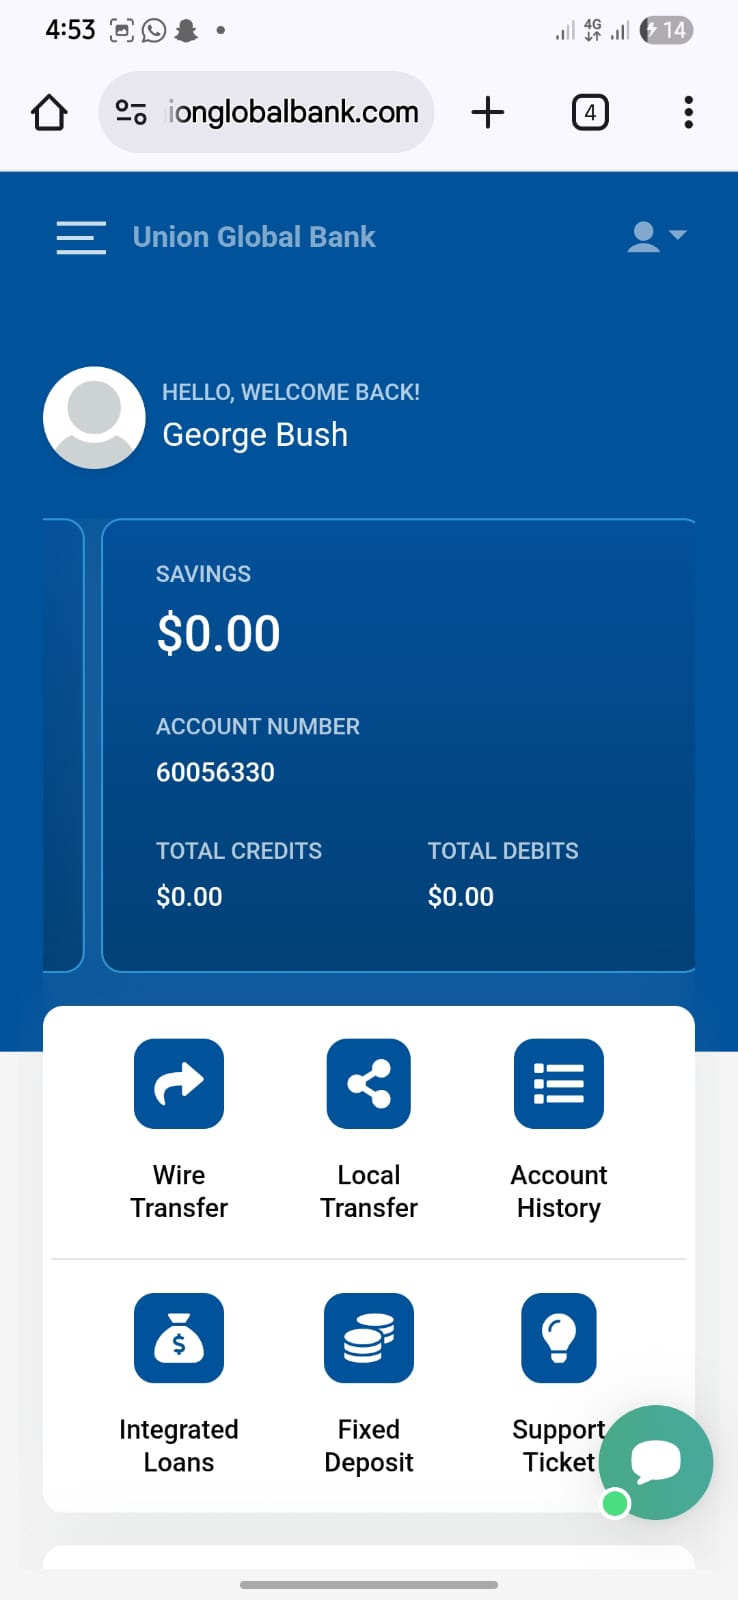 4:53
4G
14
ionglobalbank.com
4
Union Global Bank
HELLO, WELCOME BACK!
George Bush
SAVINGS
$0.00
ACCOUNT NUMBER
60056330
TOTAL CREDITS TOTAL DEBITS
$0.00 $0.00
Wire
Transfer
Local
Transfer
Account
History
Integrated
Loans
Fixed
Deposit
Support
Ticket